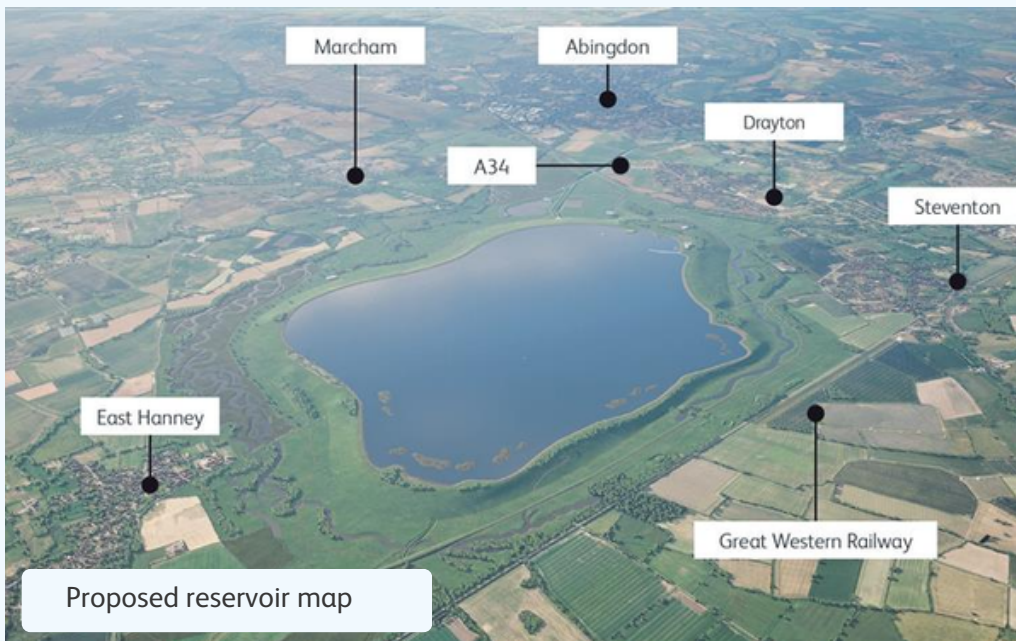 Marcham
Abingdon
Drayton
A34
Steventon
East Hanney
Great Western Railway
Proposed reservoir map